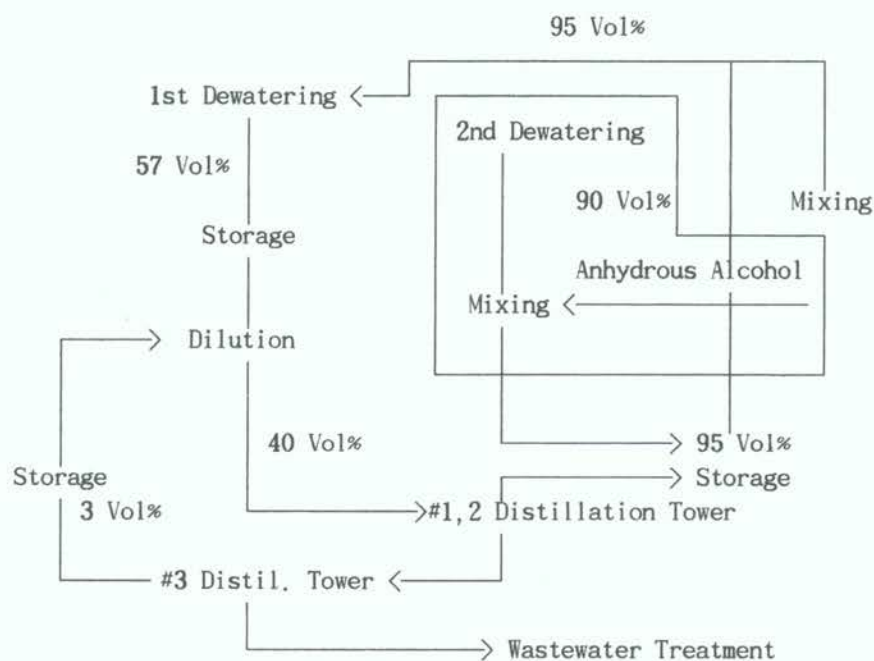 95 Vol%
1st Dewatering
2nd Dewatering
57 Vol%
90 Vol%
Mixing
Storage
Anhydrous Alcohol
Mixing
Dilution
40 Vol%
95 Vol%
Storage
Storage
3 Vol%
#1,2 Distillation Tower
#3 Distil. Tower
Wastewater Treatment